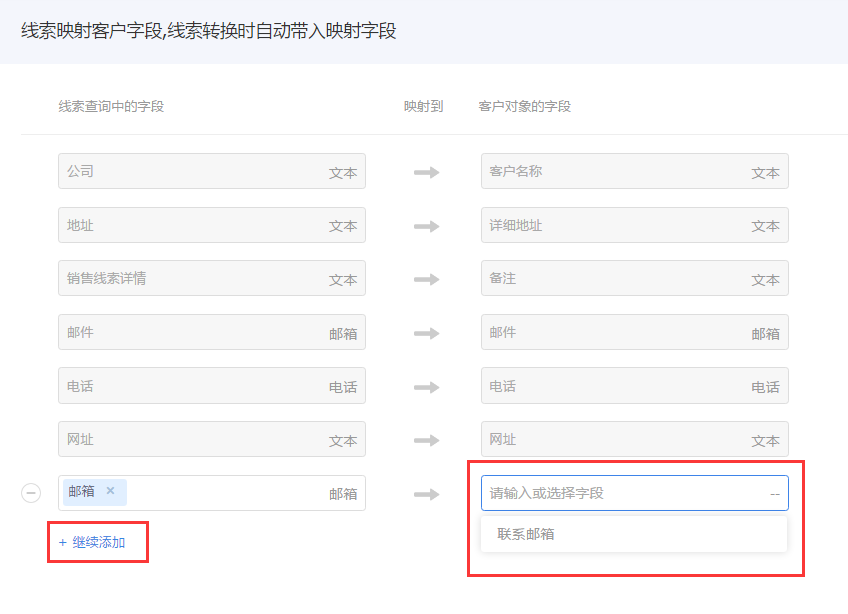 线索映射客户字段,线索转换时自动带入映射字段
线索查询中的字段 映射到 客户对象的字段
公司 文本 客户名称 文本
地址 文本 详细地址 文本
销售线索详情 文本 备注 文本
邮件 邮箱 邮件 邮箱
电话 电话 电话 电话
网址 文本 网址 文本
邮箱 × 邮箱 请输入或选择字段 --
联系邮箱
+ 继续添加